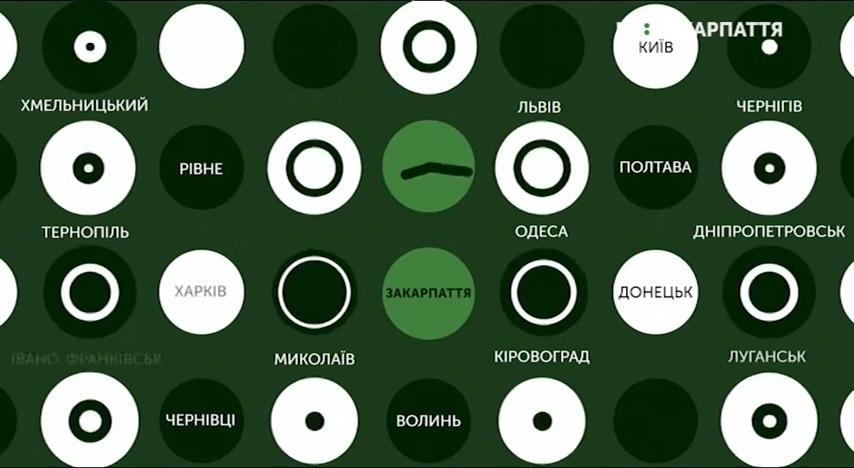 ЗАКАРПАТТЯ
КИЇВ
ХМЕЛЬНИЦЬКИЙ
ЛЬВІВ
ЧЕРНІГІВ
РІВНЕ
ПОЛТАВА
ТЕРНОПІЛЬ
ОДЕСА
ДНІПРОПЕТРОВСЬК
ХАРКІВ
ЗАКАРПАТТЯ
ДОНЕЦЬК
ІВАНО-ФРАНКІВСЬК
МИКОЛАЇВ
КІРОВОГРАД
ЛУГАНСЬК
ЧЕРНІВЦІ
ВОЛИНЬ